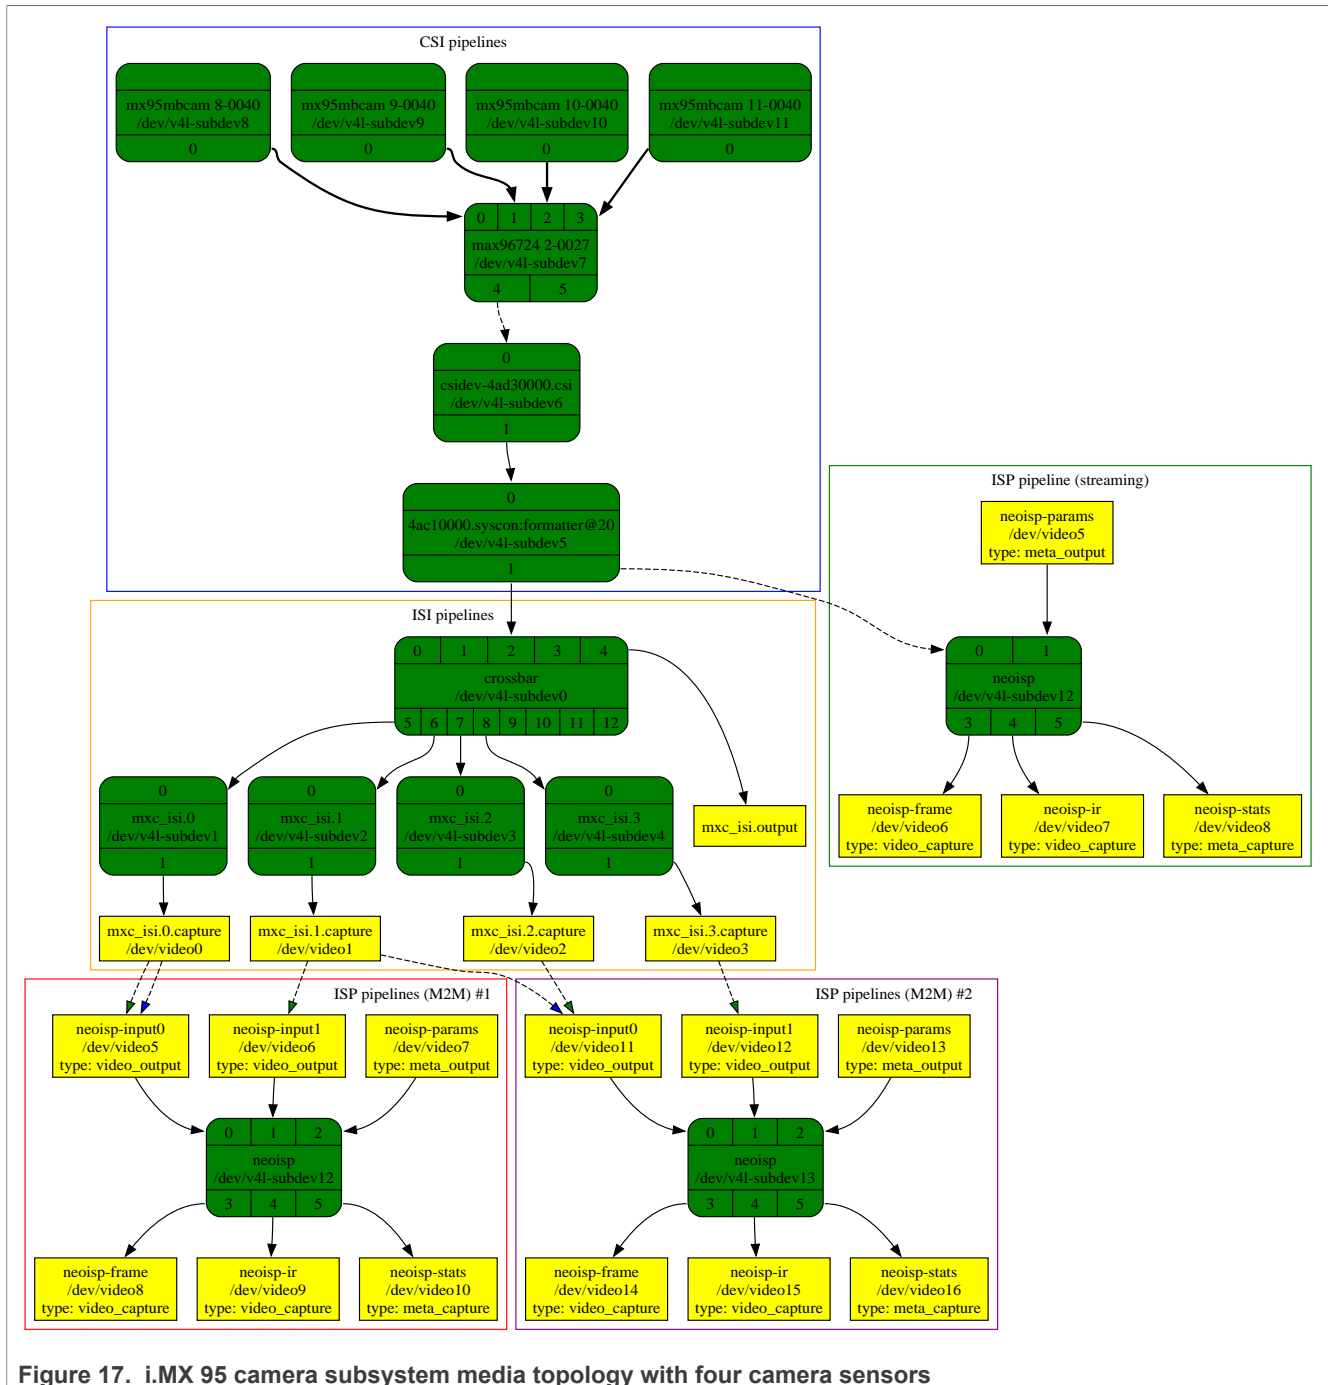 CSI pipelines
mx95mbcam 8-0040
/dev/v4l-subdev8
0
mx95mbcam 9-0040
/dev/v4l-subdev9
0
mx95mbcam 10-0040
/dev/v4l-subdev10
0
mx95mbcam 11-0040
/dev/v4l-subdev11
0
0 1 2 3
max96724 2-0027
/dev/v4l-subdev7
4 5
0
csidev-4ad30000.csi
/dev/v4l-subdev6
1
0
4ac10000.syscon:formatter@20
/dev/v4l-subdev5
1
ISP pipeline (streaming)
neoisp-params
/dev/video5
type: meta_output
0 1
neoisp
/dev/v4l-subdev12
3 4 5
neoisp-frame
/dev/video6
type: video_capture
neoisp-ir
/dev/video7
type: video_capture
neoisp-stats
/dev/video8
type: meta_capture
ISI pipelines
0 1 2 3 4
crossbar
/dev/v4l-subdev0
5 6 7 8 9 10 11 12
0
mxc_isi.0
/dev/v4l-subdev1
1
0
mxc_isi.1
/dev/v4l-subdev2
1
0
mxc_isi.2
/dev/v4l-subdev3
1
0
mxc_isi.3
/dev/v4l-subdev4
1
mxc_isi.output
mxc_isi.0.capture
/dev/video0
mxc_isi.1.capture
/dev/video1
mxc_isi.2.capture
/dev/video2
mxc_isi.3.capture
/dev/video3
ISP pipelines (M2M) #1
neoisp-input0
/dev/video5
type: video_output
neoisp-input1
/dev/video6
type: video_output
neoisp-params
/dev/video7
type: meta_output
0 1 2
neoisp
/dev/v4l-subdev12
3 4 5
neoisp-frame
/dev/video8
type: video_capture
neoisp-ir
/dev/video9
type: video_capture
neoisp-stats
/dev/video10
type: meta_capture
ISP pipelines (M2M) #2
neoisp-input0
/dev/video11
type: video_output
neoisp-input1
/dev/video12
type: video_output
neoisp-params
/dev/video13
type: meta_output
0 1 2
neoisp
/dev/v4l-subdev13
3 4 5
neoisp-frame
/dev/video14
type: video_capture
neoisp-ir
/dev/video15
type: video_capture
neoisp-stats
/dev/video16
type: meta_capture
Figure 17. i.MX 95 camera subsystem media topology with four camera sensors